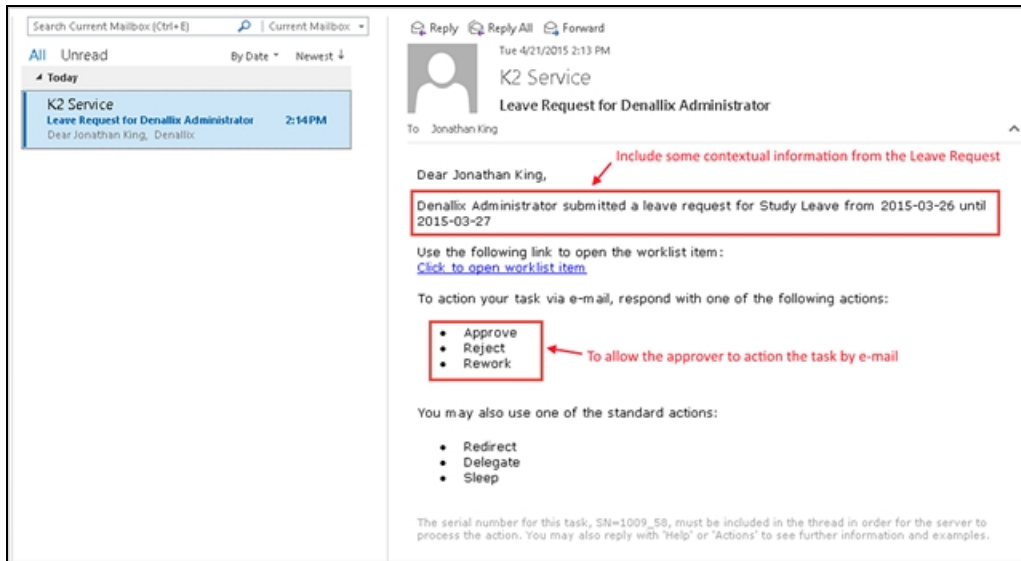 Search Current Mailbox (Ctrl+E)
Current Mailbox
All Unread By Date Newest
Today
K2 Service
Leave Request for Denallix Administrator 2:14 PM
Dear Jonathan King, Denallix
Reply Reply All Forward
Tue 4/21/2015 2:13 PM
K2 Service
Leave Request for Denallix Administrator
To Jonathan King
Include some contextual information from the Leave Request
Dear Jonathan King,
Denallix Administrator submitted a leave request for Study Leave from 2015-03-26 until
2015-03-27
Use the following link to open the worklist item:
Click to open worklist item
To action your task via e-mail, respond with one of the following actions:
• Approve
• Reject
• Rework
To allow the approver to action the task by e-mail
You may also use one of the standard actions:
• Redirect
• Delegate
• Sleep
The serial number for this task, SN=1009_58, must be included in the thread in order for the server to
process the action. You may also reply with 'Help' or 'Actions' to see further information and examples.